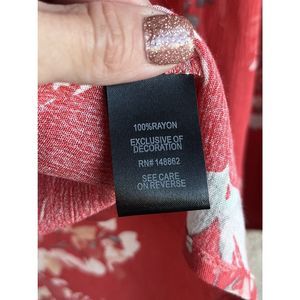 100%RAYON
EXCLUSIVE OF
DECORATION
RN# 148862
SEE CARE
ON REVERSE